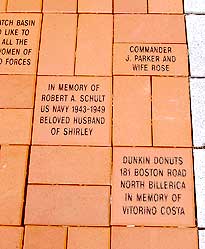 ATCH BASIN
D LIKE TO
ALL THE
OMEN OF
D FORCES
COMMANDER
J. PARKER AND
WIFE ROSE
IN MEMORY OF
ROBERT A. SCHULT
US NAVY 1943-1949
BELOVED HUSBAND
OF SHIRLEY
DUNKIN DONUTS
181 BOSTON ROAD
NORTH BILLERICA
IN MEMORY OF
VITORINO COSTA